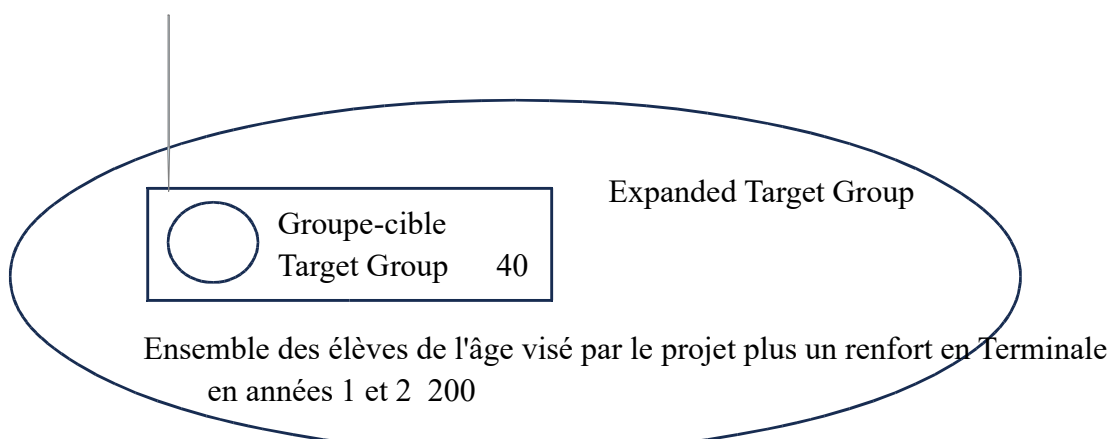 Expanded Target Group
Groupe-cible
Target Group 40
Ensemble des élèves de l'âge visé par le projet plus un renfort en Terminale
en années 1 et 2 200